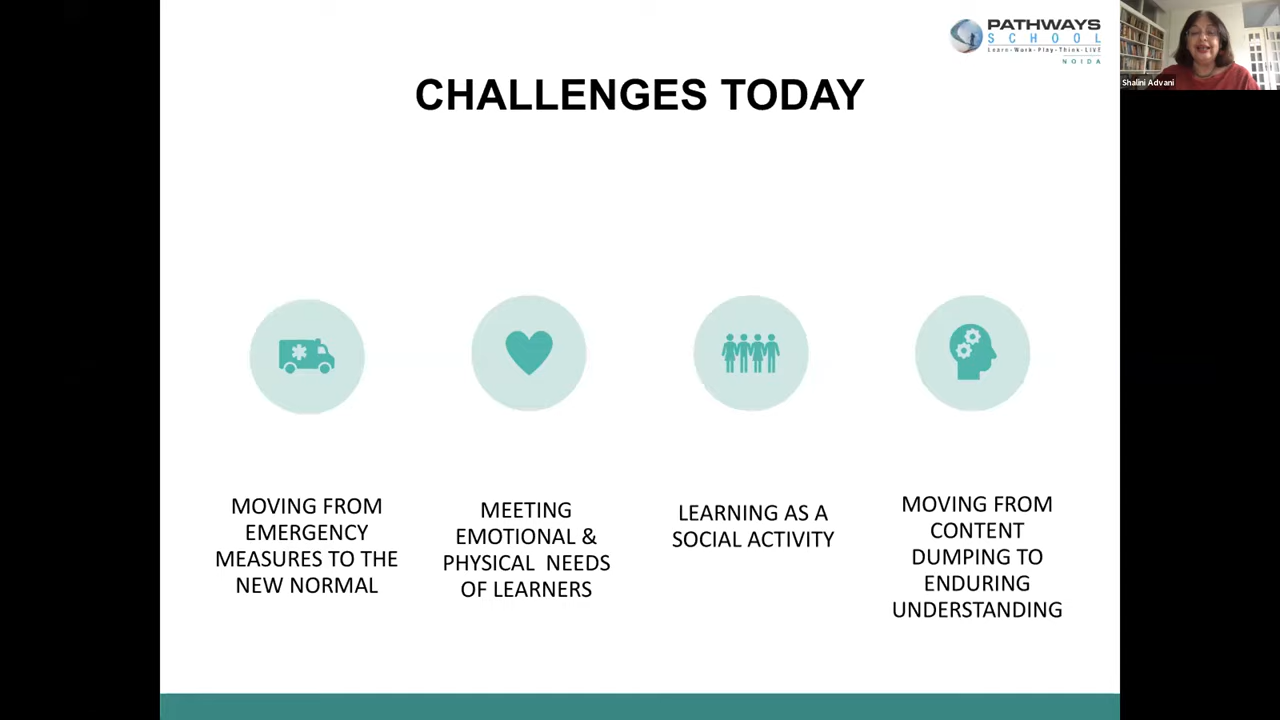 PATHWAYS
SCHOOL
Learn-Work-Play-Think-LIVE
NOIDA
Shalini Advani
CHALLENGES TODAY
MOVING FROM
EMERGENCY
MEASURES TO THE
NEW NORMAL
MEETING
EMOTIONAL &
PHYSICAL NEEDS
OF LEARNERS
LEARNING AS A
SOCIAL ACTIVITY
MOVING FROM
CONTENT
DUMPING TO
ENDURING
UNDERSTANDING